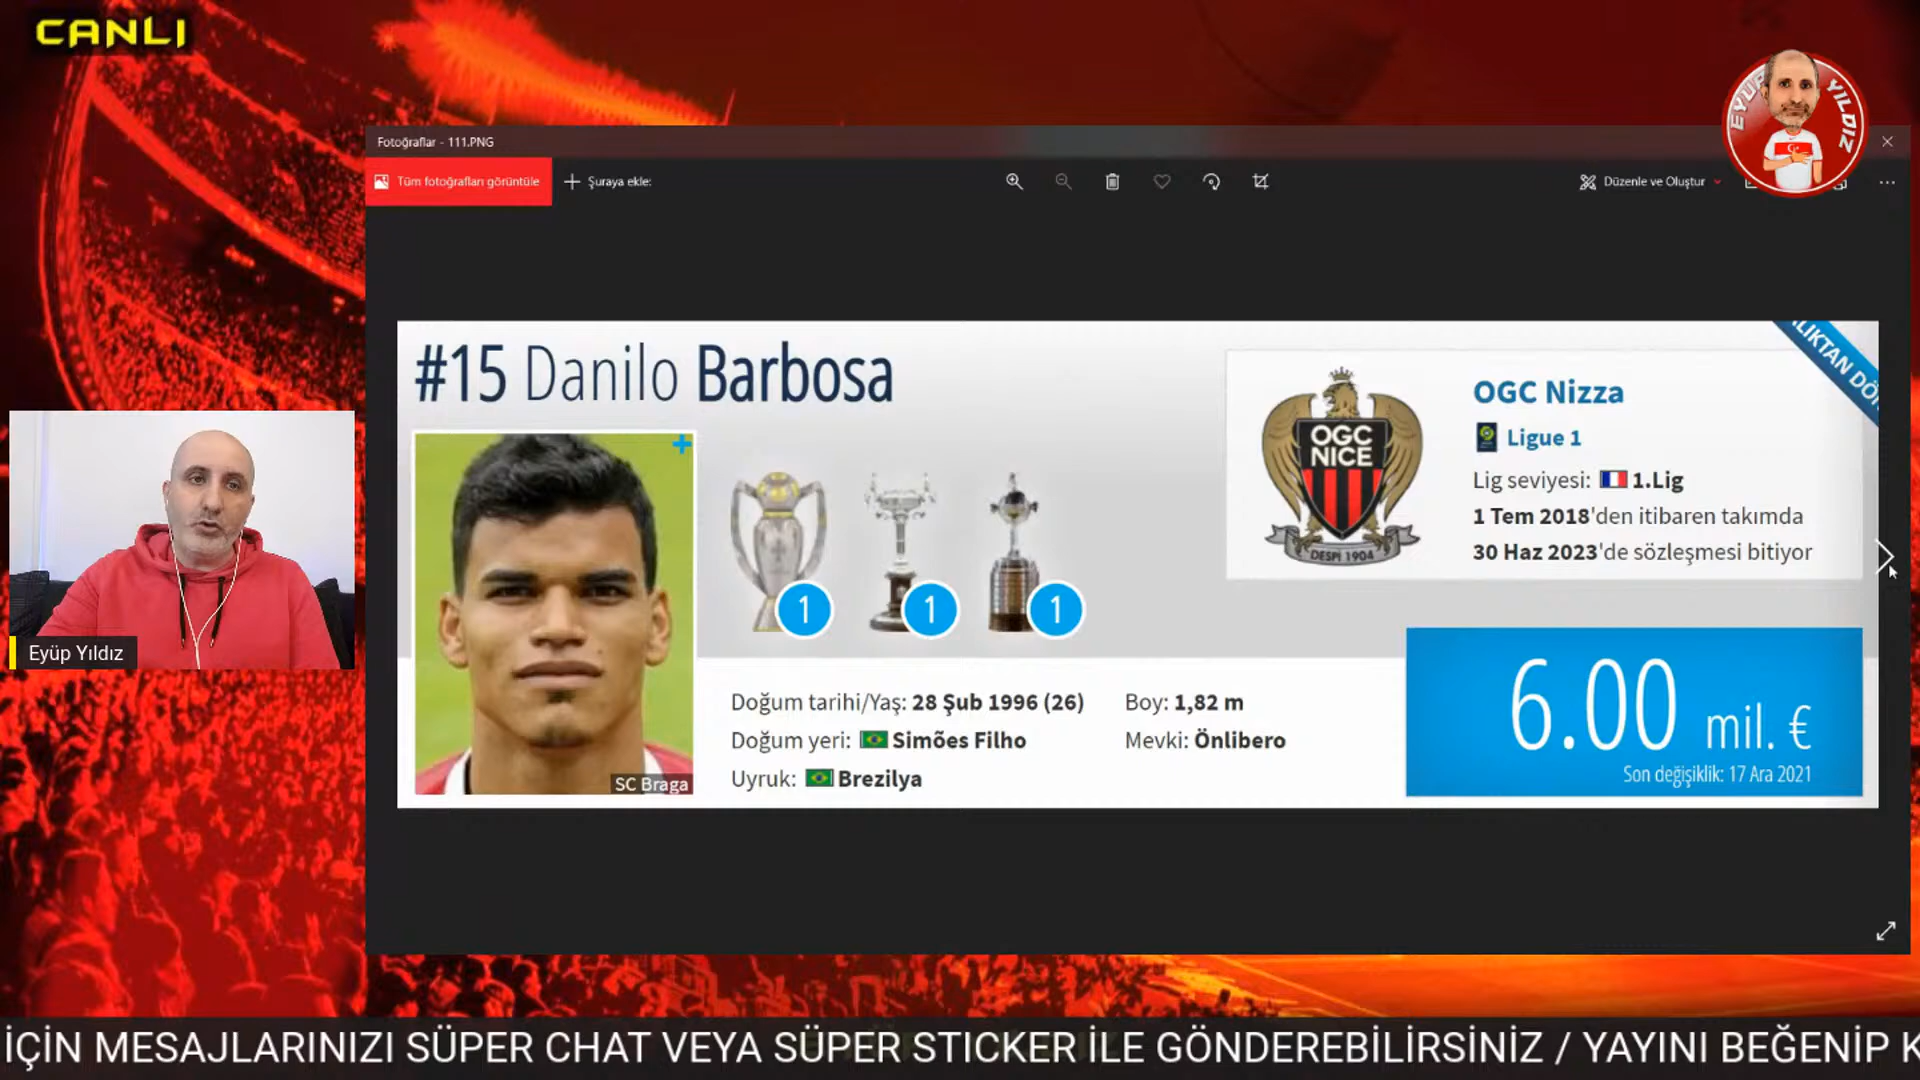 CANLI
EYÜP YILDIZ
Fotoğraflar - 111.PNG
Tüm fotoğrafları görüntüle
Şuraya ekle:
Düzenle ve Oluştur
#15 Danilo Barbosa
SC Braga
1
1
1
OGC NICE
DESPI 1904
OGC Nizza
Ligue 1
Lig seviyesi: 1.Lig
1 Tem 2018'den itibaren takımda
30 Haz 2023'de sözleşmesi bitiyor
Doğum tarihi/Yaş: 28 Şub 1996 (26)
Doğum yeri: Simões Filho
Uyruk: Brezilya
Boy: 1,82 m
Mevki: Önlibero
6.00 mil. €
Son değişiklik: 17 Ara 2021
Eyüp Yıldız
İÇİN MESAJLARINIZI SÜPER CHAT VEYA SÜPER STICKER İLE GÖNDEREBİLİRSİNİZ / YAYINI BEĞENİP K